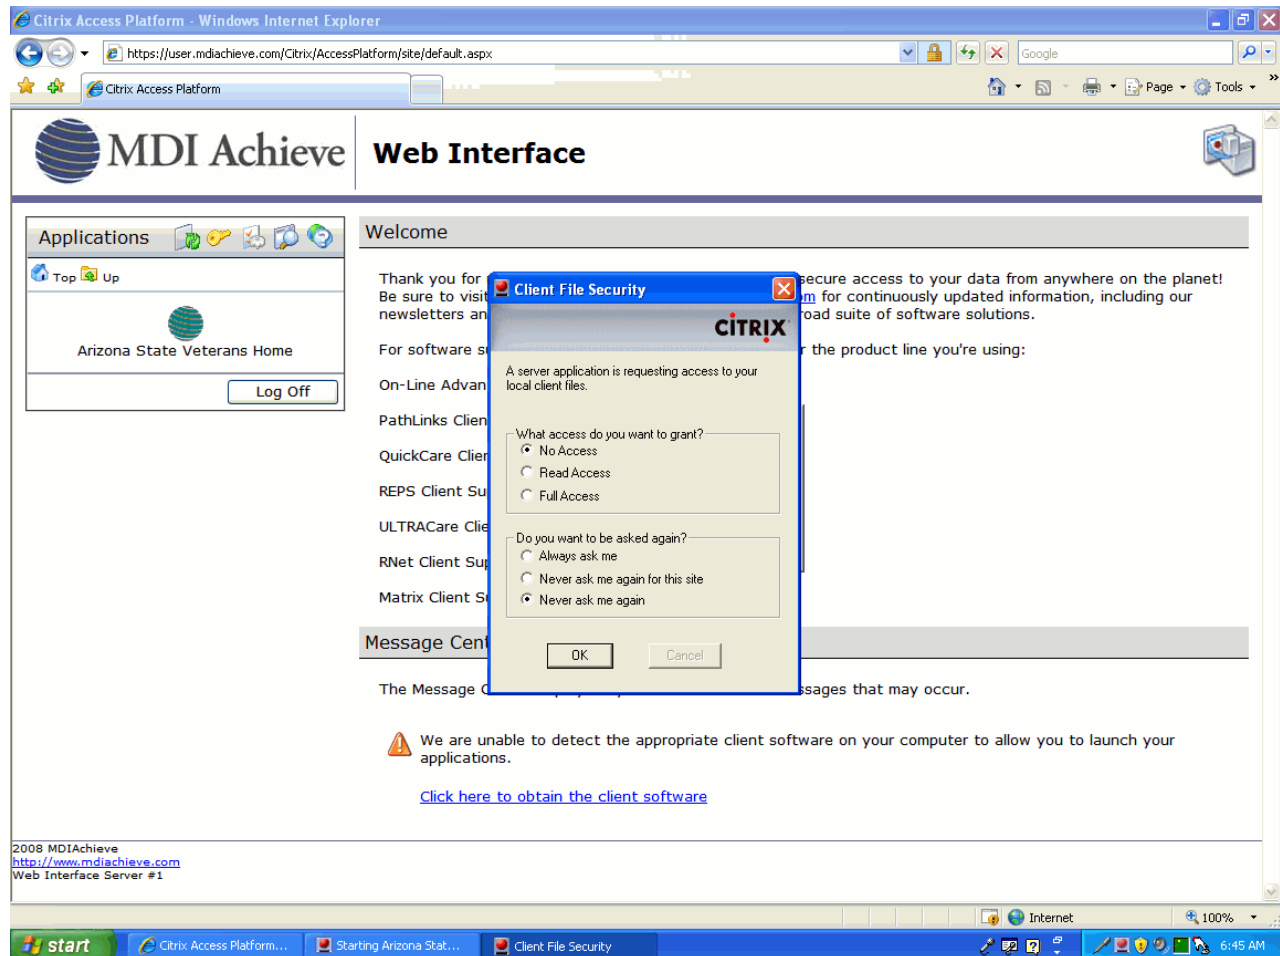 Citrix Access Platform - Windows Internet Explorer
https://user.mdiachieve.com/Citrix/AccessPlatform/site/default.aspx
Google
Citrix Access Platform
Page
Tools
»
MDI Achieve
Web Interface
Applications
Top Up
Arizona State Veterans Home
Log Off
Welcome
Thank you for secure access to your data from anywhere on the planet!
Be sure to visit m for continuously updated information, including our
newsletters an road suite of software solutions.
For software s r the product line you're using:
On-Line Advan
PathLinks Clien
QuickCare Clier
REPS Client Su
ULTRACare Clie
RNet Client Sup
Matrix Client S
Client File Security
CITRIX
A server application is requesting access to your
local client files.
What access do you want to grant?
No Access
Read Access
Full Access
Do you want to be asked again?
Always ask me
Never ask me again for this site
Never ask me again
OK
Cancel
Message Cent
The Message C ssages that may occur.
We are unable to detect the appropriate client software on your computer to allow you to launch your
applications.
Click here to obtain the client software
2008 MDIAchieve
http://www.mdiachieve.com
Web Interface Server #1
Internet
100%
start
Citrix Access Platform...
Starting Arizona Stat...
Client File Security
6:45 AM